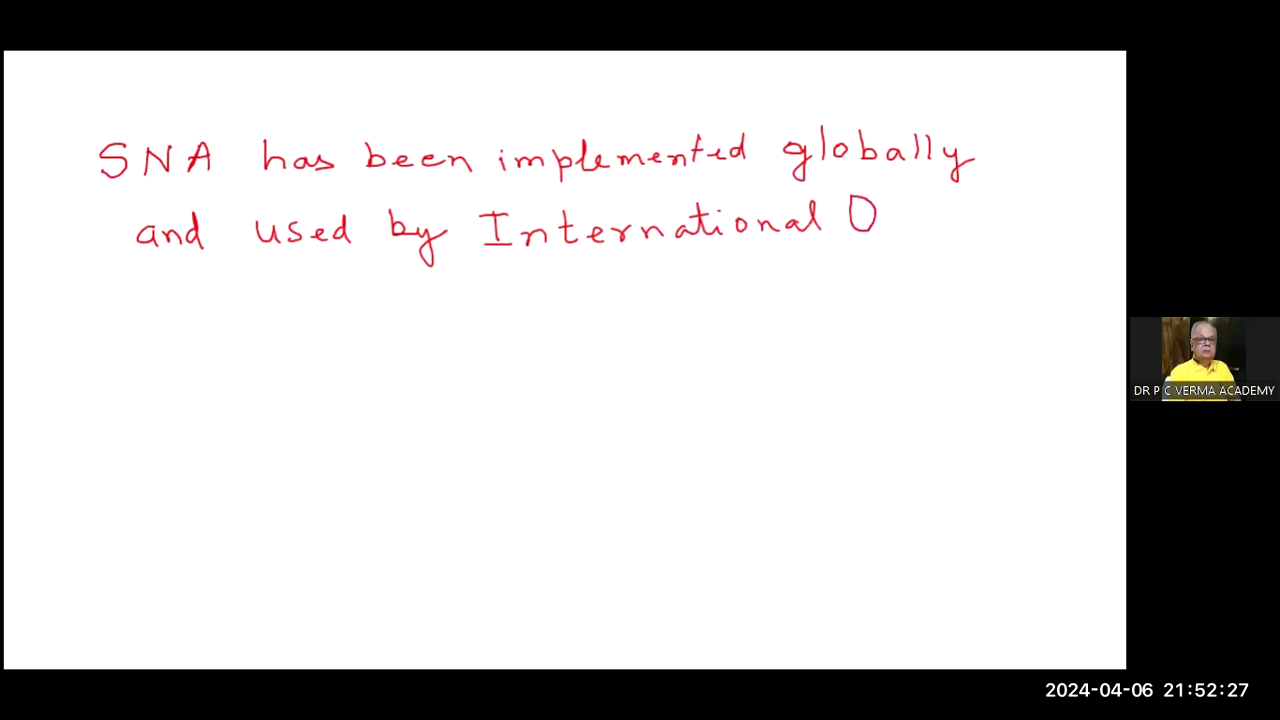 SNA has been implemented globally
and used by International O
DR P C VERMA ACADEMY
2024-04-06 21:52:27